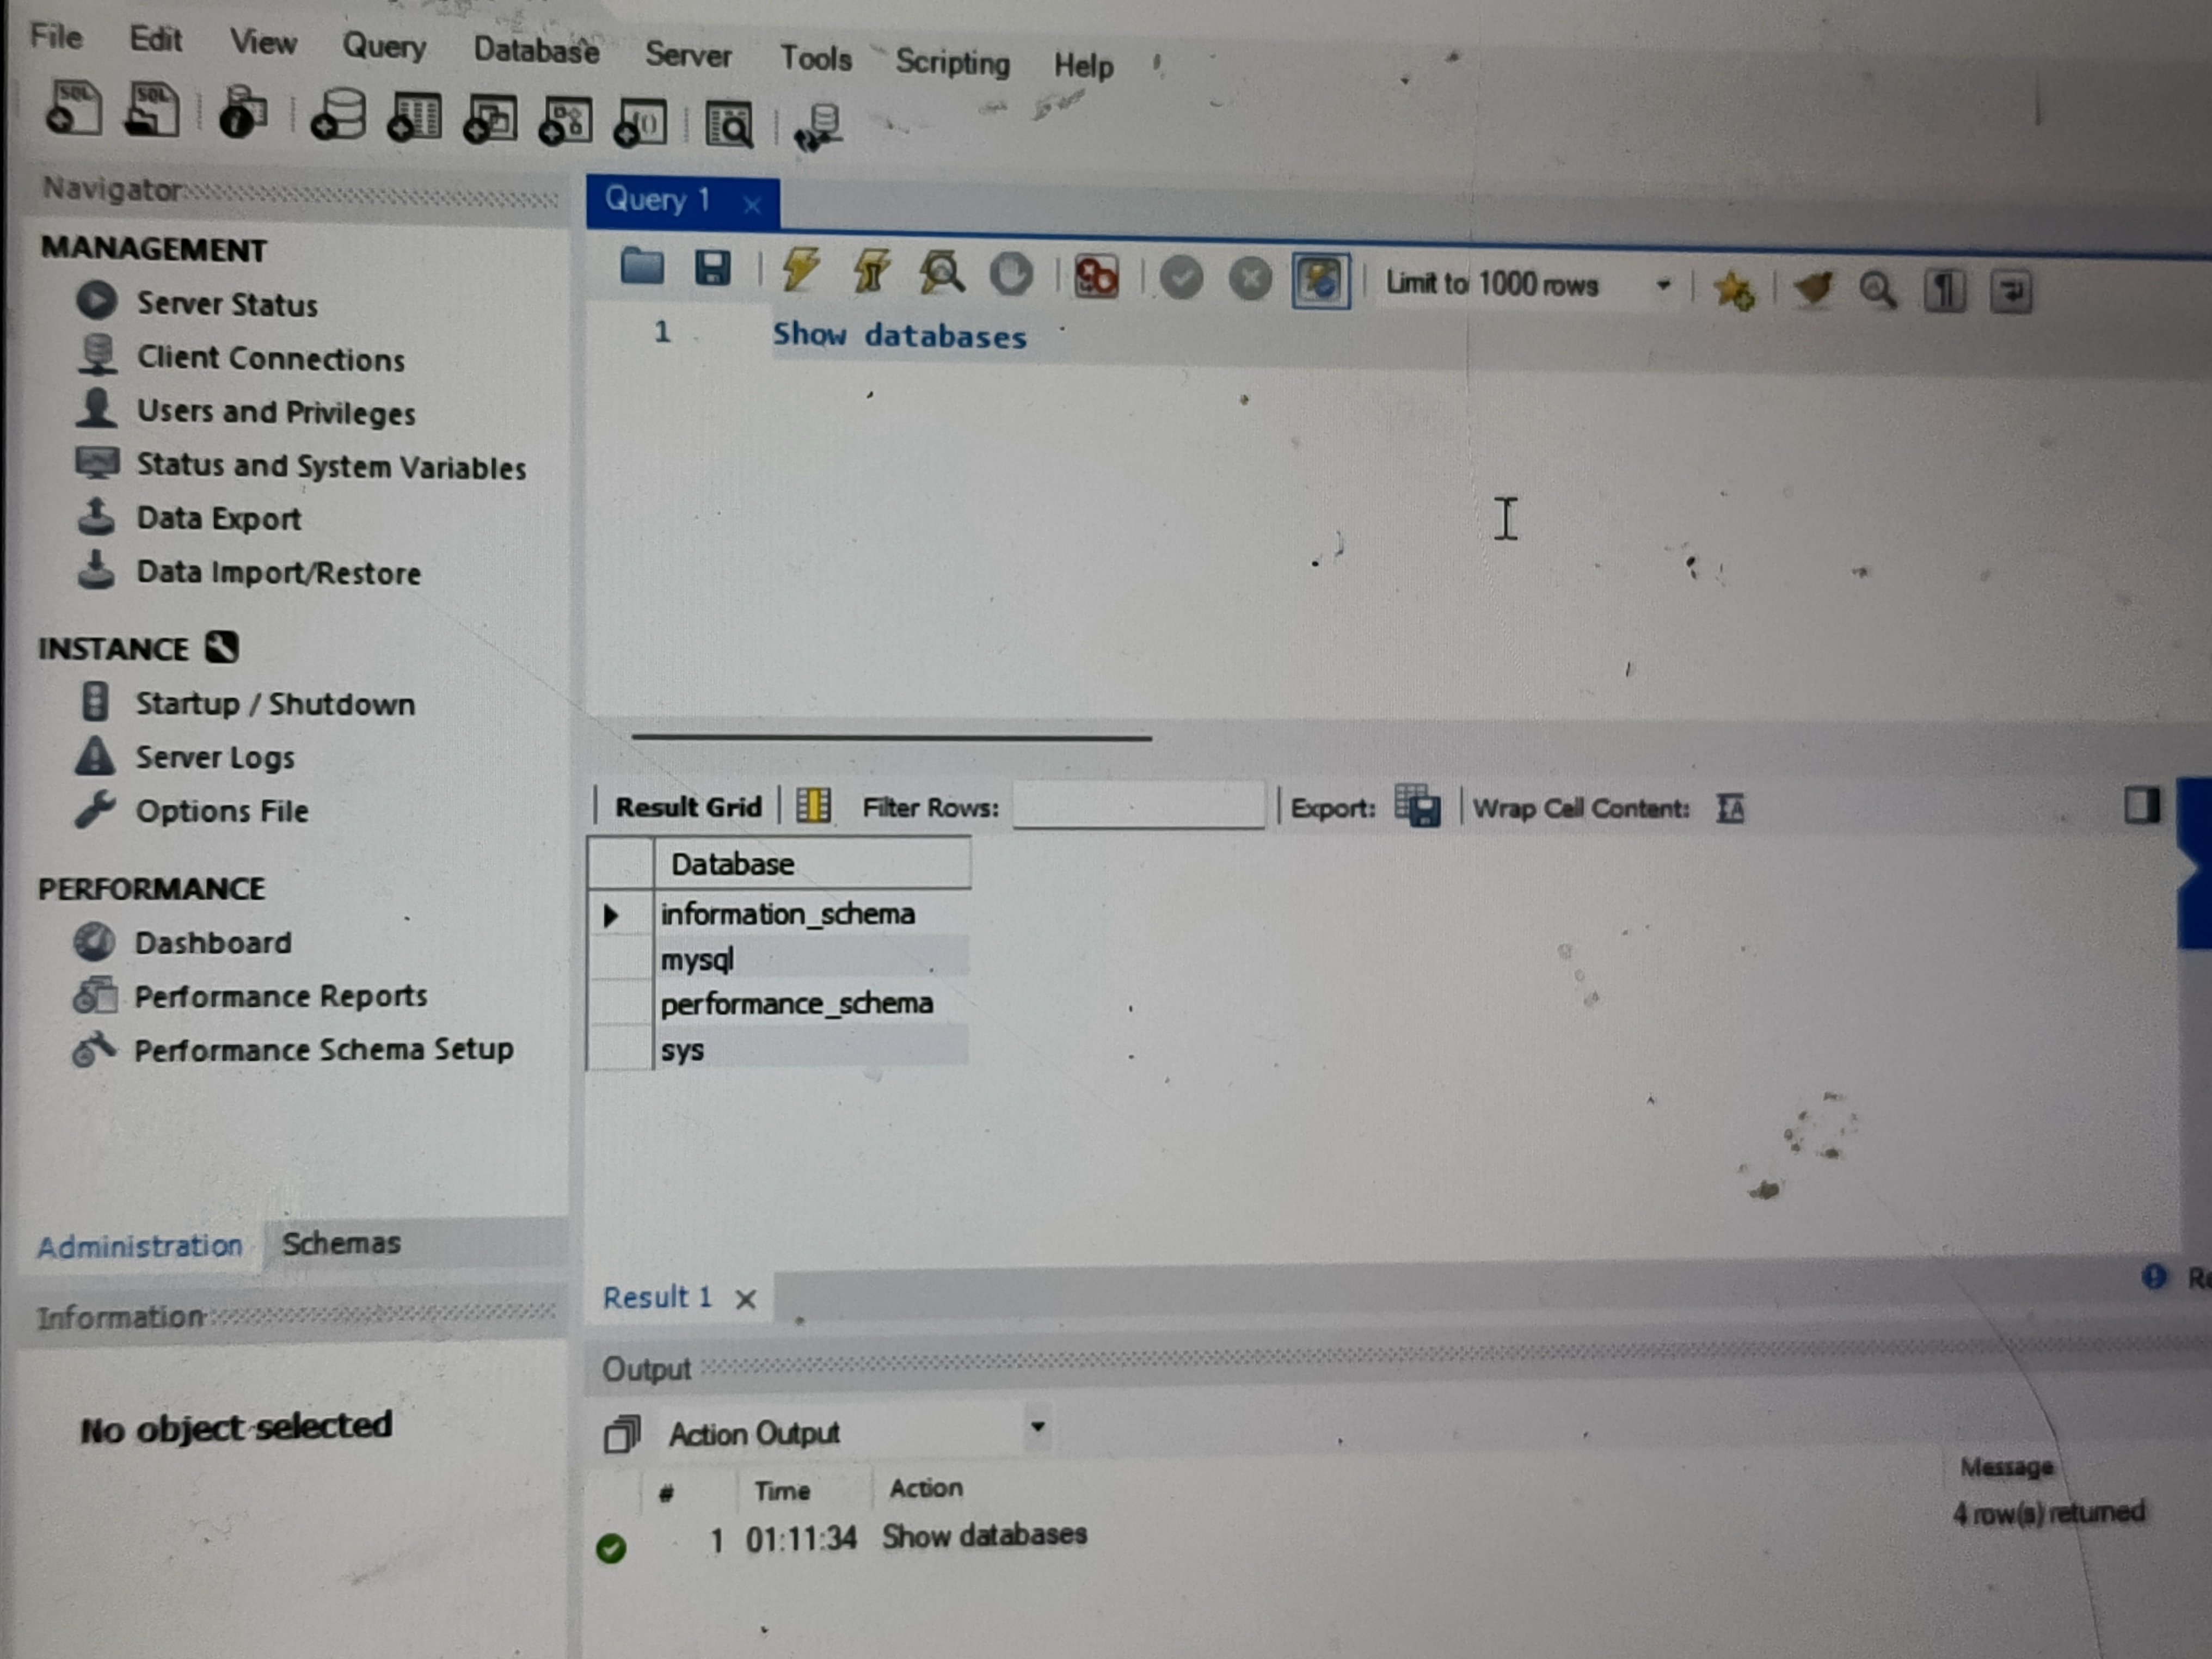 File Edit View Query Database Server Tools Scripting Help
SQL SQL
Navigator
MANAGEMENT
Server Status
Client Connections
Users and Privileges
Status and System Variables
Data Export
Data Import/Restore
INSTANCE
Startup / Shutdown
Server Logs
Options File
PERFORMANCE
Dashboard
Performance Reports
Performance Schema Setup
Administration Schemas
Information
No object selected
Query 1
Limit to 1000 rows
1 Show databases
Result Grid Filter Rows: Export: Wrap Cell Content:
Database
information_schema
mysql
performance_schema
sys
Result 1
Output
Action Output
# Time Action Message
1 01:11:34 Show databases 4 row(s) returned